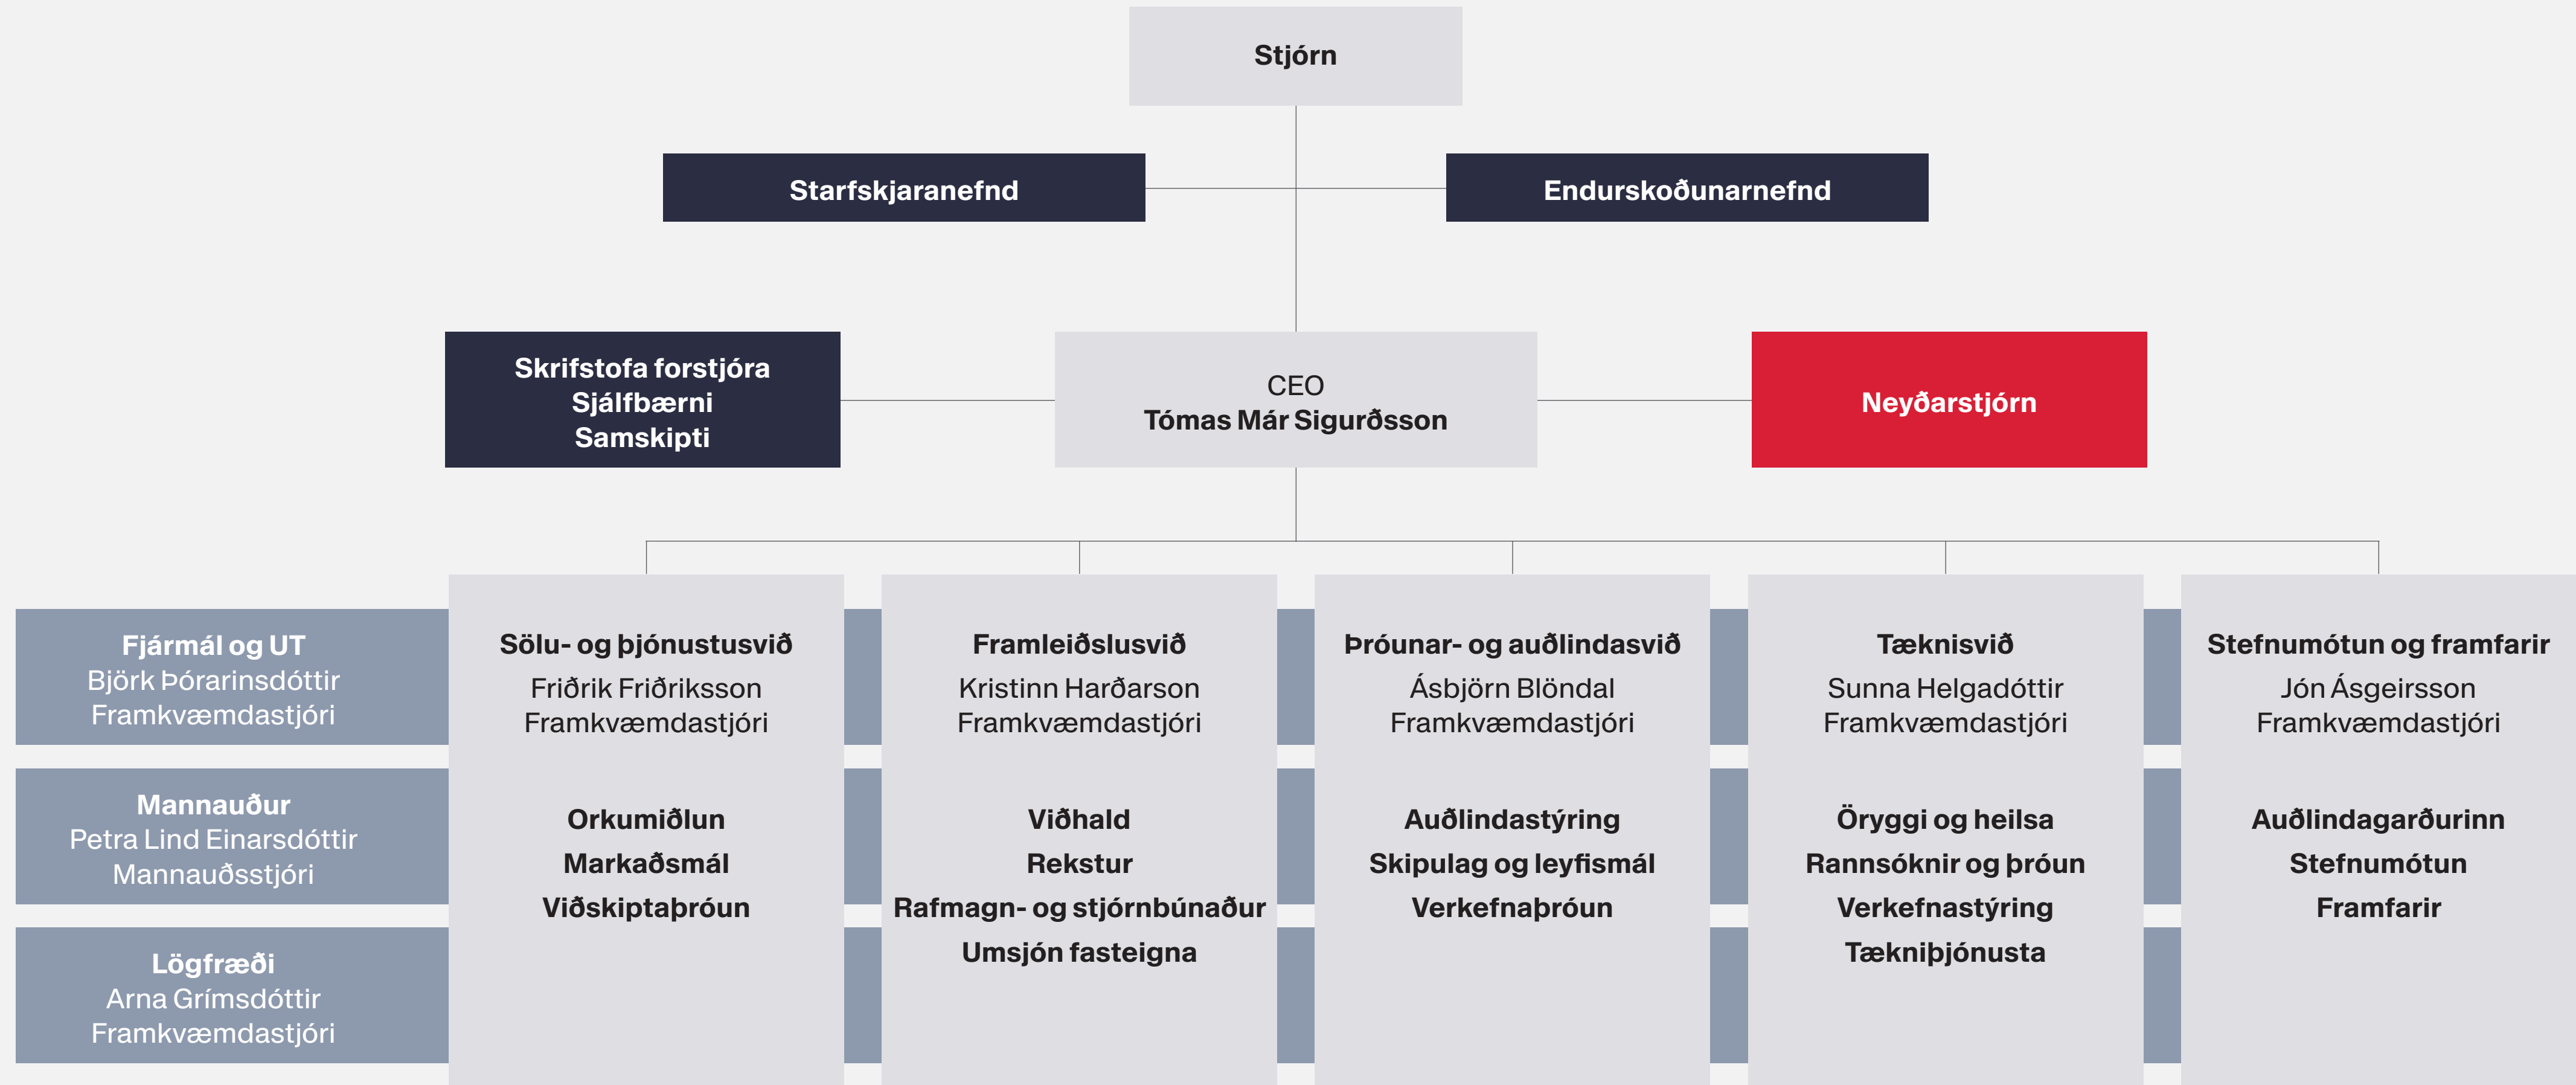 Stjórn
Starfskjaranefnd
Endurskoðunarnefnd
Skrifstofa forstjóra
Sjálfbærni
Samskipti
CEO
Tómas Már Sigurðsson
Neyðarstjórn
Fjármál og UT
Björk Þórarinsdóttir
Framkvæmdastjóri
Mannauður
Petra Lind Einarsdóttir
Mannauðsstjóri
Lögfræði
Arna Grímsdóttir
Framkvæmdastjóri
Sölu- og þjónustusvið
Friðrik Friðriksson
Framkvæmdastjóri
Orkumiðlun
Markaðsmál
Viðskiptaþróun
Framleiðslusvið
Kristinn Harðarson
Framkvæmdastjóri
Viðhald
Rekstur
Rafmagn- og stjórnbúnaður
Umsjón fasteigna
Þróunar- og auðlindasvið
Ásbjörn Blöndal
Framkvæmdastjóri
Auðlindastýring
Skipulag og leyfismál
Verkefnaþróun
Tæknisvið
Sunna Helgadóttir
Framkvæmdastjóri
Öryggi og heilsa
Rannsóknir og þróun
Verkefnastýring
Tækniþjónusta
Stefnumótun og framfarir
Jón Ásgeirsson
Framkvæmdastjóri
Auðlindagarðurinn
Stefnumótun
Framfarir